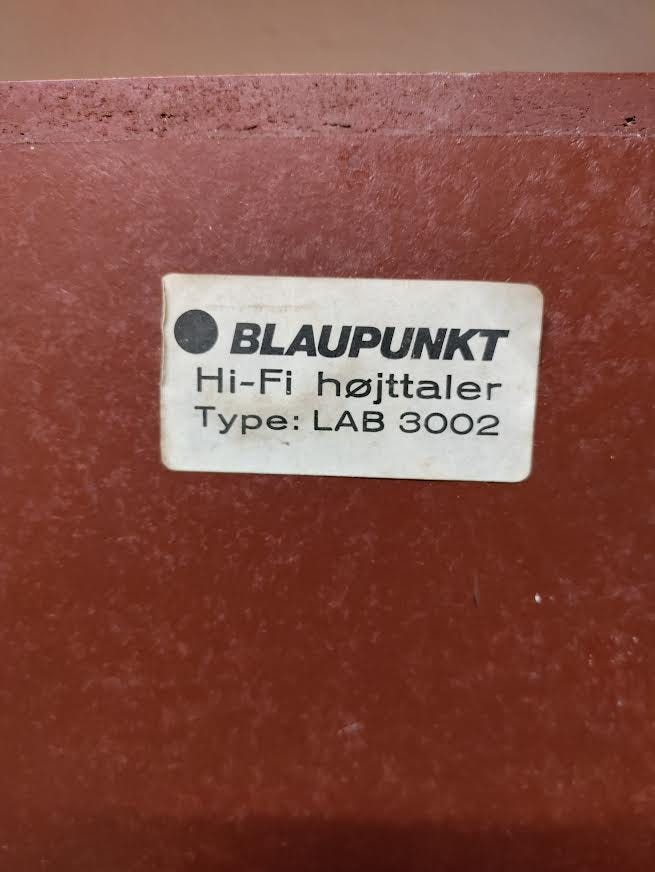 BLAUPUNKT
Hi-Fi højttaler
Type: LAB 3002